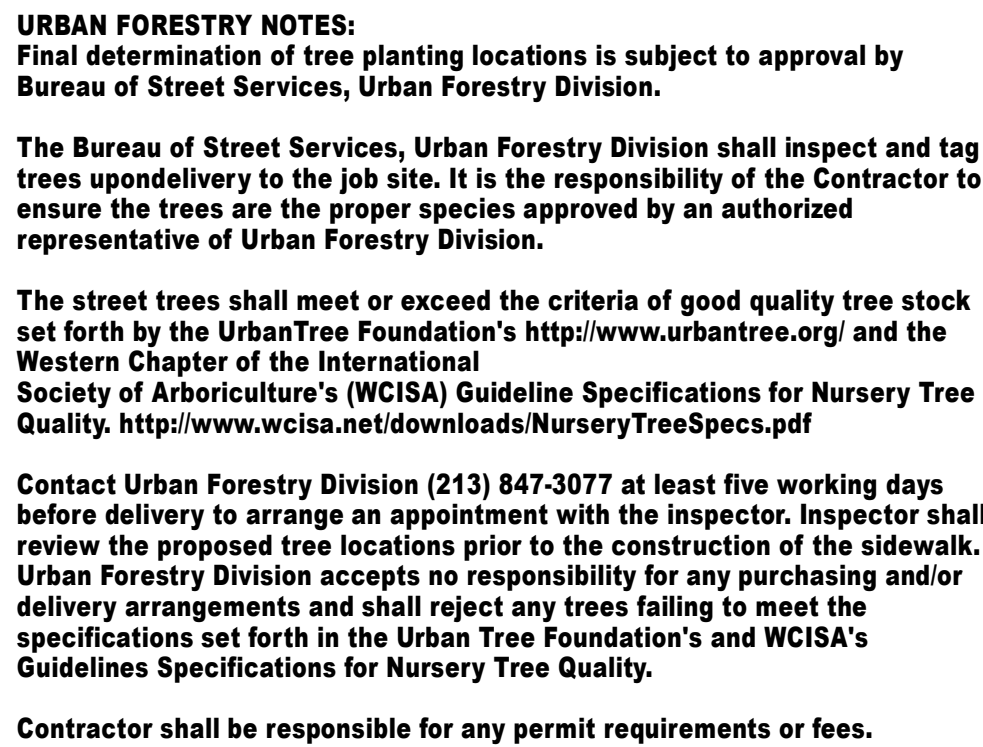 URBAN FORESTRY NOTES:
Final determination of tree planting locations is subject to approval by
Bureau of Street Services, Urban Forestry Division.
The Bureau of Street Services, Urban Forestry Division shall inspect and tag
trees upondelivery to the job site. It is the responsibility of the Contractor to
ensure the trees are the proper species approved by an authorized
representative of Urban Forestry Division.
The street trees shall meet or exceed the criteria of good quality tree stock
set forth by the UrbanTree Foundation's http://www.urbantree.org/ and the
Western Chapter of the International
Society of Arboriculture's (WCISA) Guideline Specifications for Nursery Tree
Quality. http://www.wcisa.net/downloads/NurseryTreeSpecs.pdf
Contact Urban Forestry Division (213) 847-3077 at least five working days
before delivery to arrange an appointment with the inspector. Inspector shall
review the proposed tree locations prior to the construction of the sidewalk.
Urban Forestry Division accepts no responsibility for any purchasing and/or
delivery arrangements and shall reject any trees failing to meet the
specifications set forth in the Urban Tree Foundation's and WCISA's
Guidelines Specifications for Nursery Tree Quality.
Contractor shall be responsible for any permit requirements or fees.